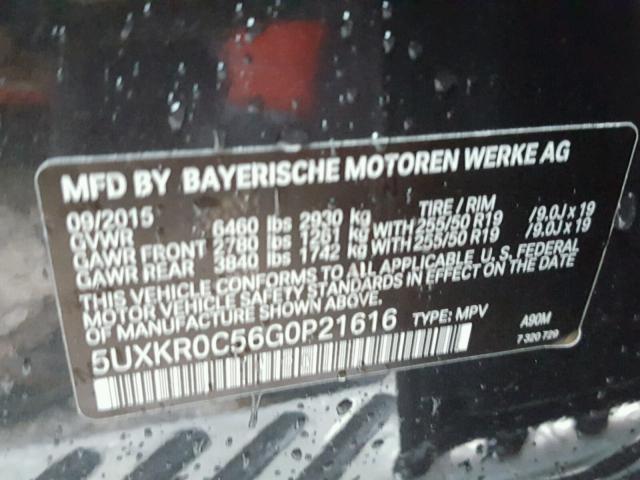 MFD BY BAYERISCHE MOTOREN WERKE AG
09/2015 TIRE / RIM
GVWR 6460 lbs 2930 kg
GAWR FRONT 2780 lbs 1261 kg WITH 255/50 R19 /9.0J x 19
GAWR REAR 3840 lbs 1742 kg WITH 255/50 R19 /9.0J x 19
THIS VEHICLE CONFORMS TO ALL APPLICABLE U.S. FEDERAL
MOTOR VEHICLE SAFETY STANDARDS IN EFFECT ON THE DATE
OF MANUFACTURE SHOWN ABOVE.
5UXKR0C56G0P21616 TYPE: MPV A90M
7 320 729